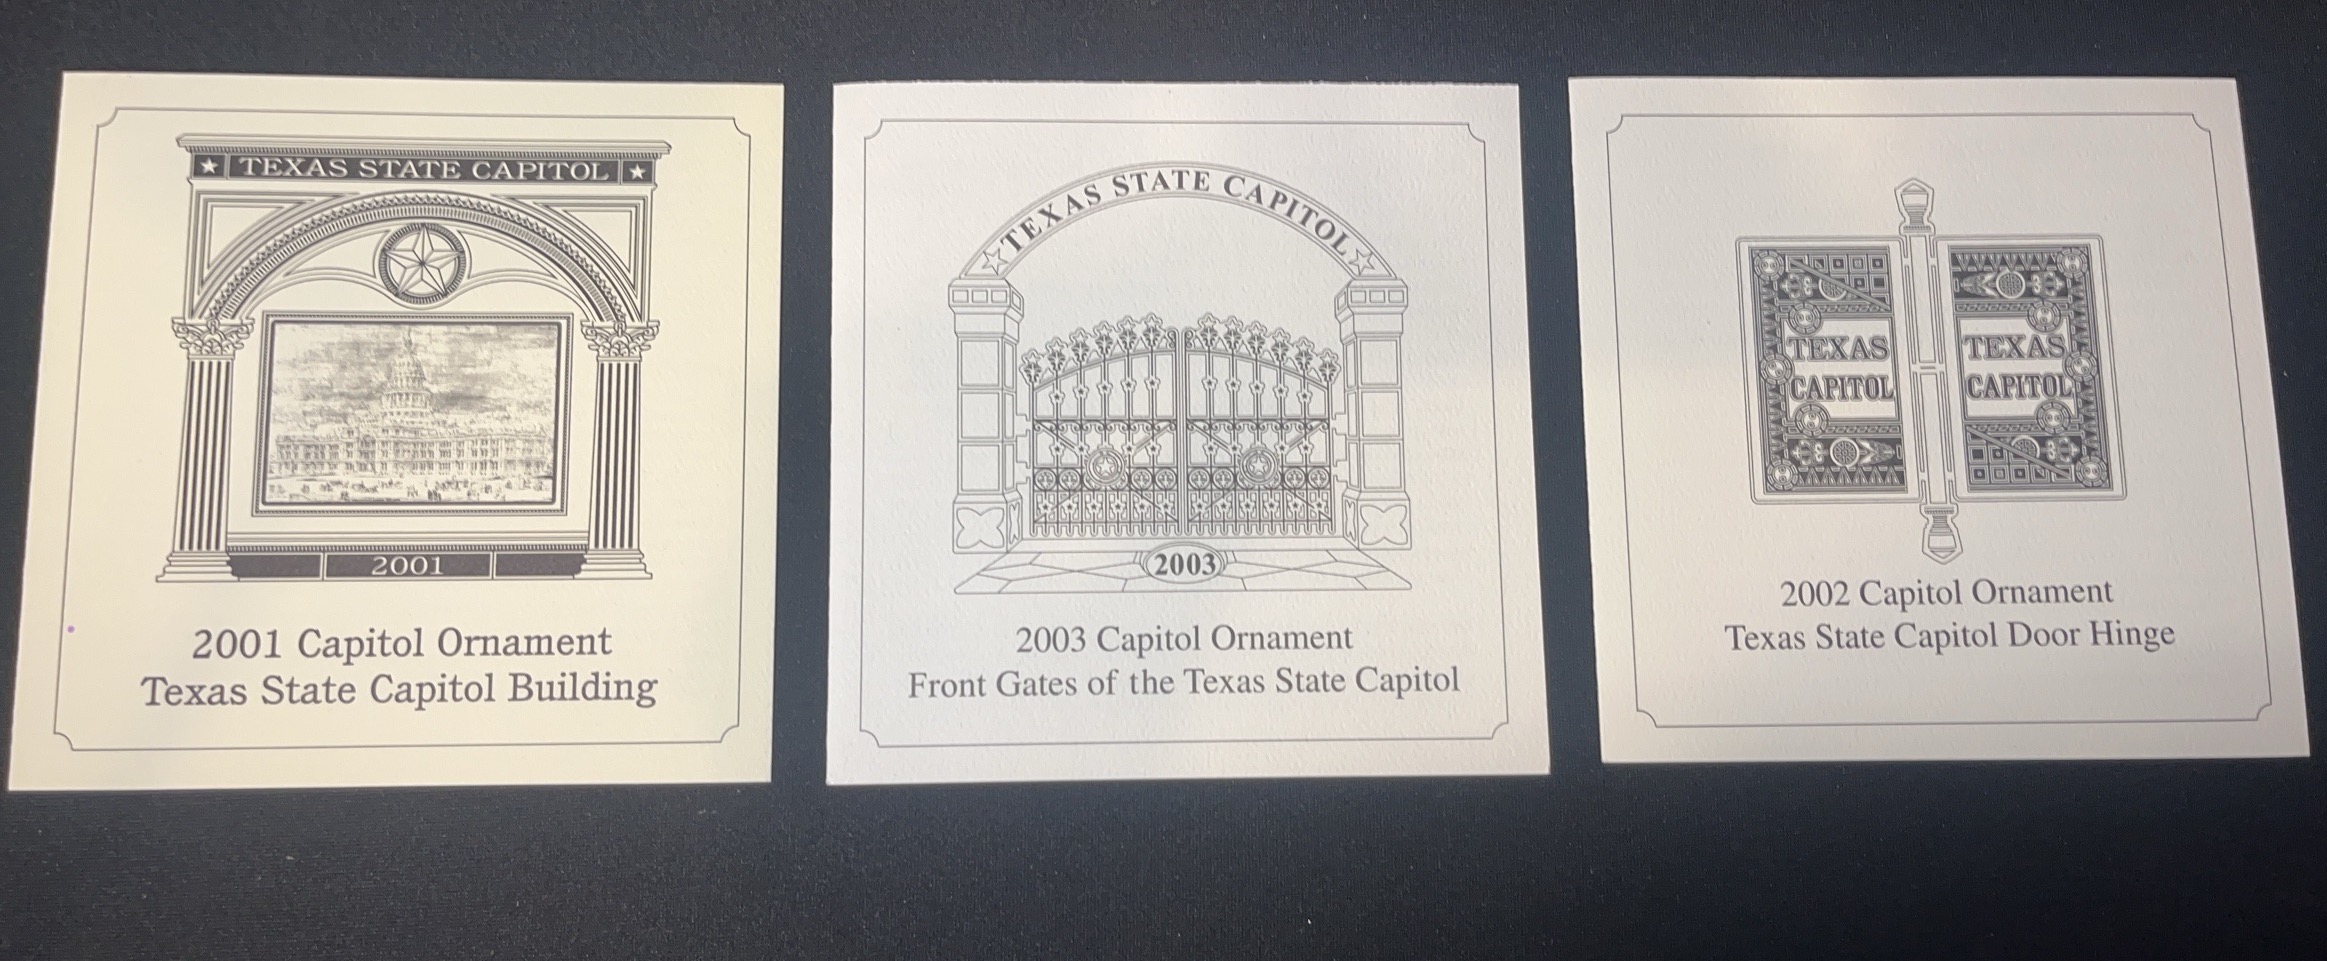 TEXAS STATE CAPITOL
2001
2001 Capitol Ornament
Texas State Capitol Building
TEXAS STATE CAPITOL
2003
2003 Capitol Ornament
Front Gates of the Texas State Capitol
TEXAS
CAPITOL
TEXAS
CAPITOL
2002 Capitol Ornament
Texas State Capitol Door Hinge